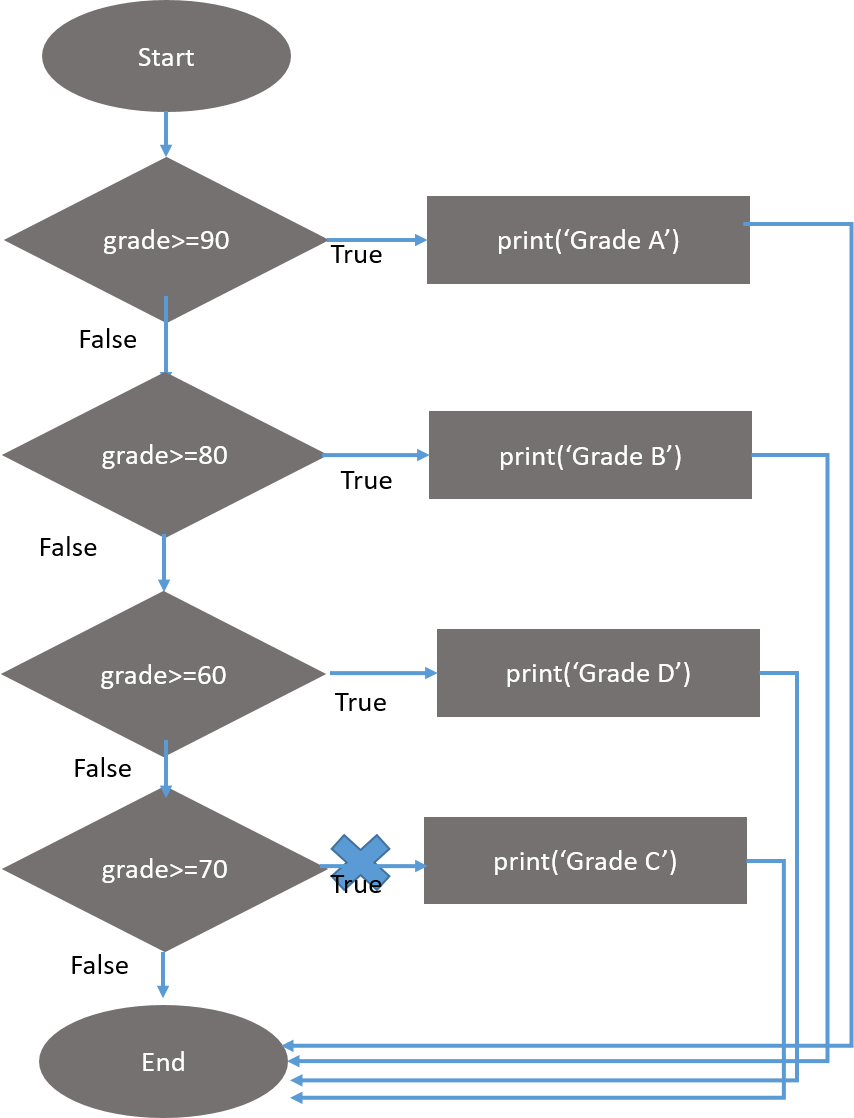 Start
grade>=90
True
print(‘Grade A’)
False
grade>=80
True
print(‘Grade B’)
False
grade>=60
True
print(‘Grade D’)
False
grade>=70
True
print(‘Grade C’)
False
End